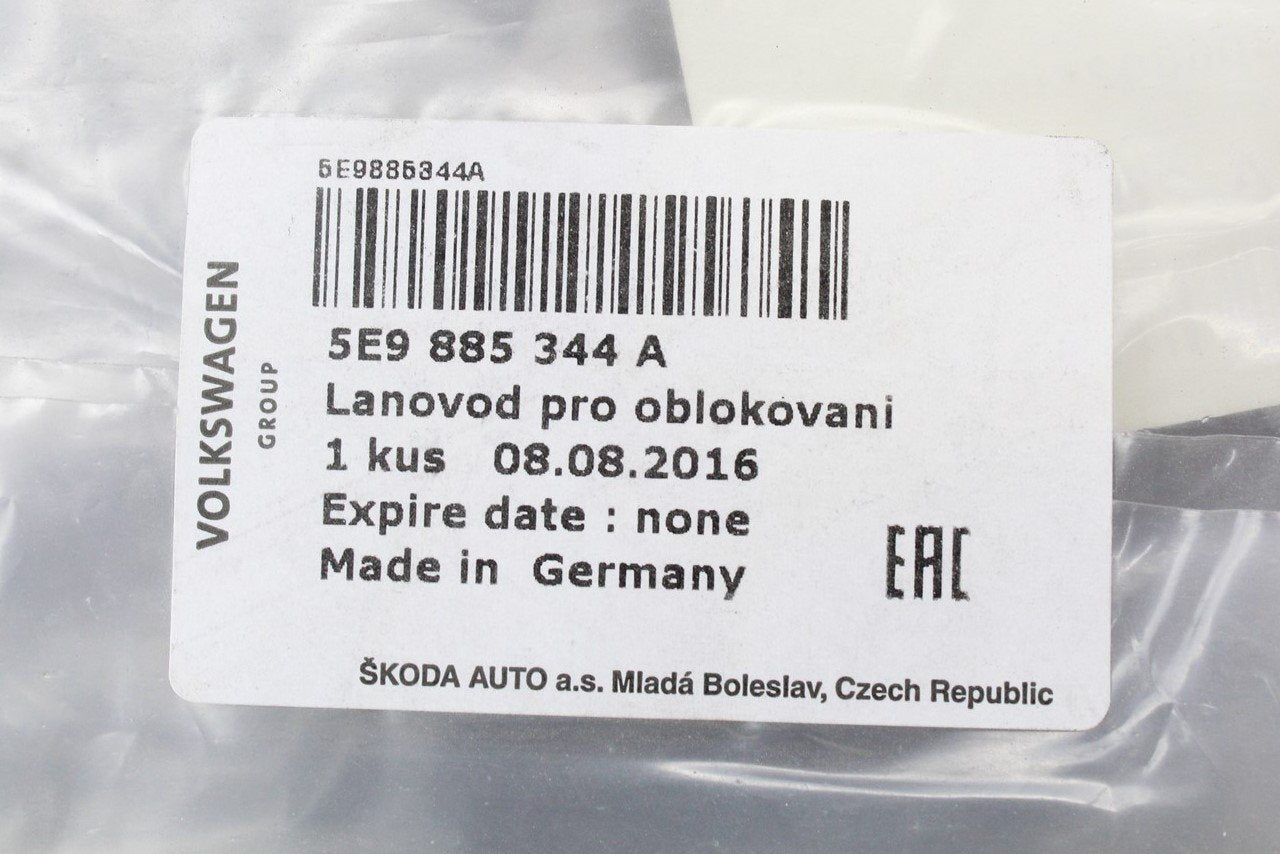 5E9885344A
VOLKSWAGEN
GROUP
5E9 885 344 A
Lanovod pro oblokovani
1 kus 08.08.2016
Expire date : none
Made in Germany
EAC
ŠKODA AUTO a.s. Mladá Boleslav, Czech Republic